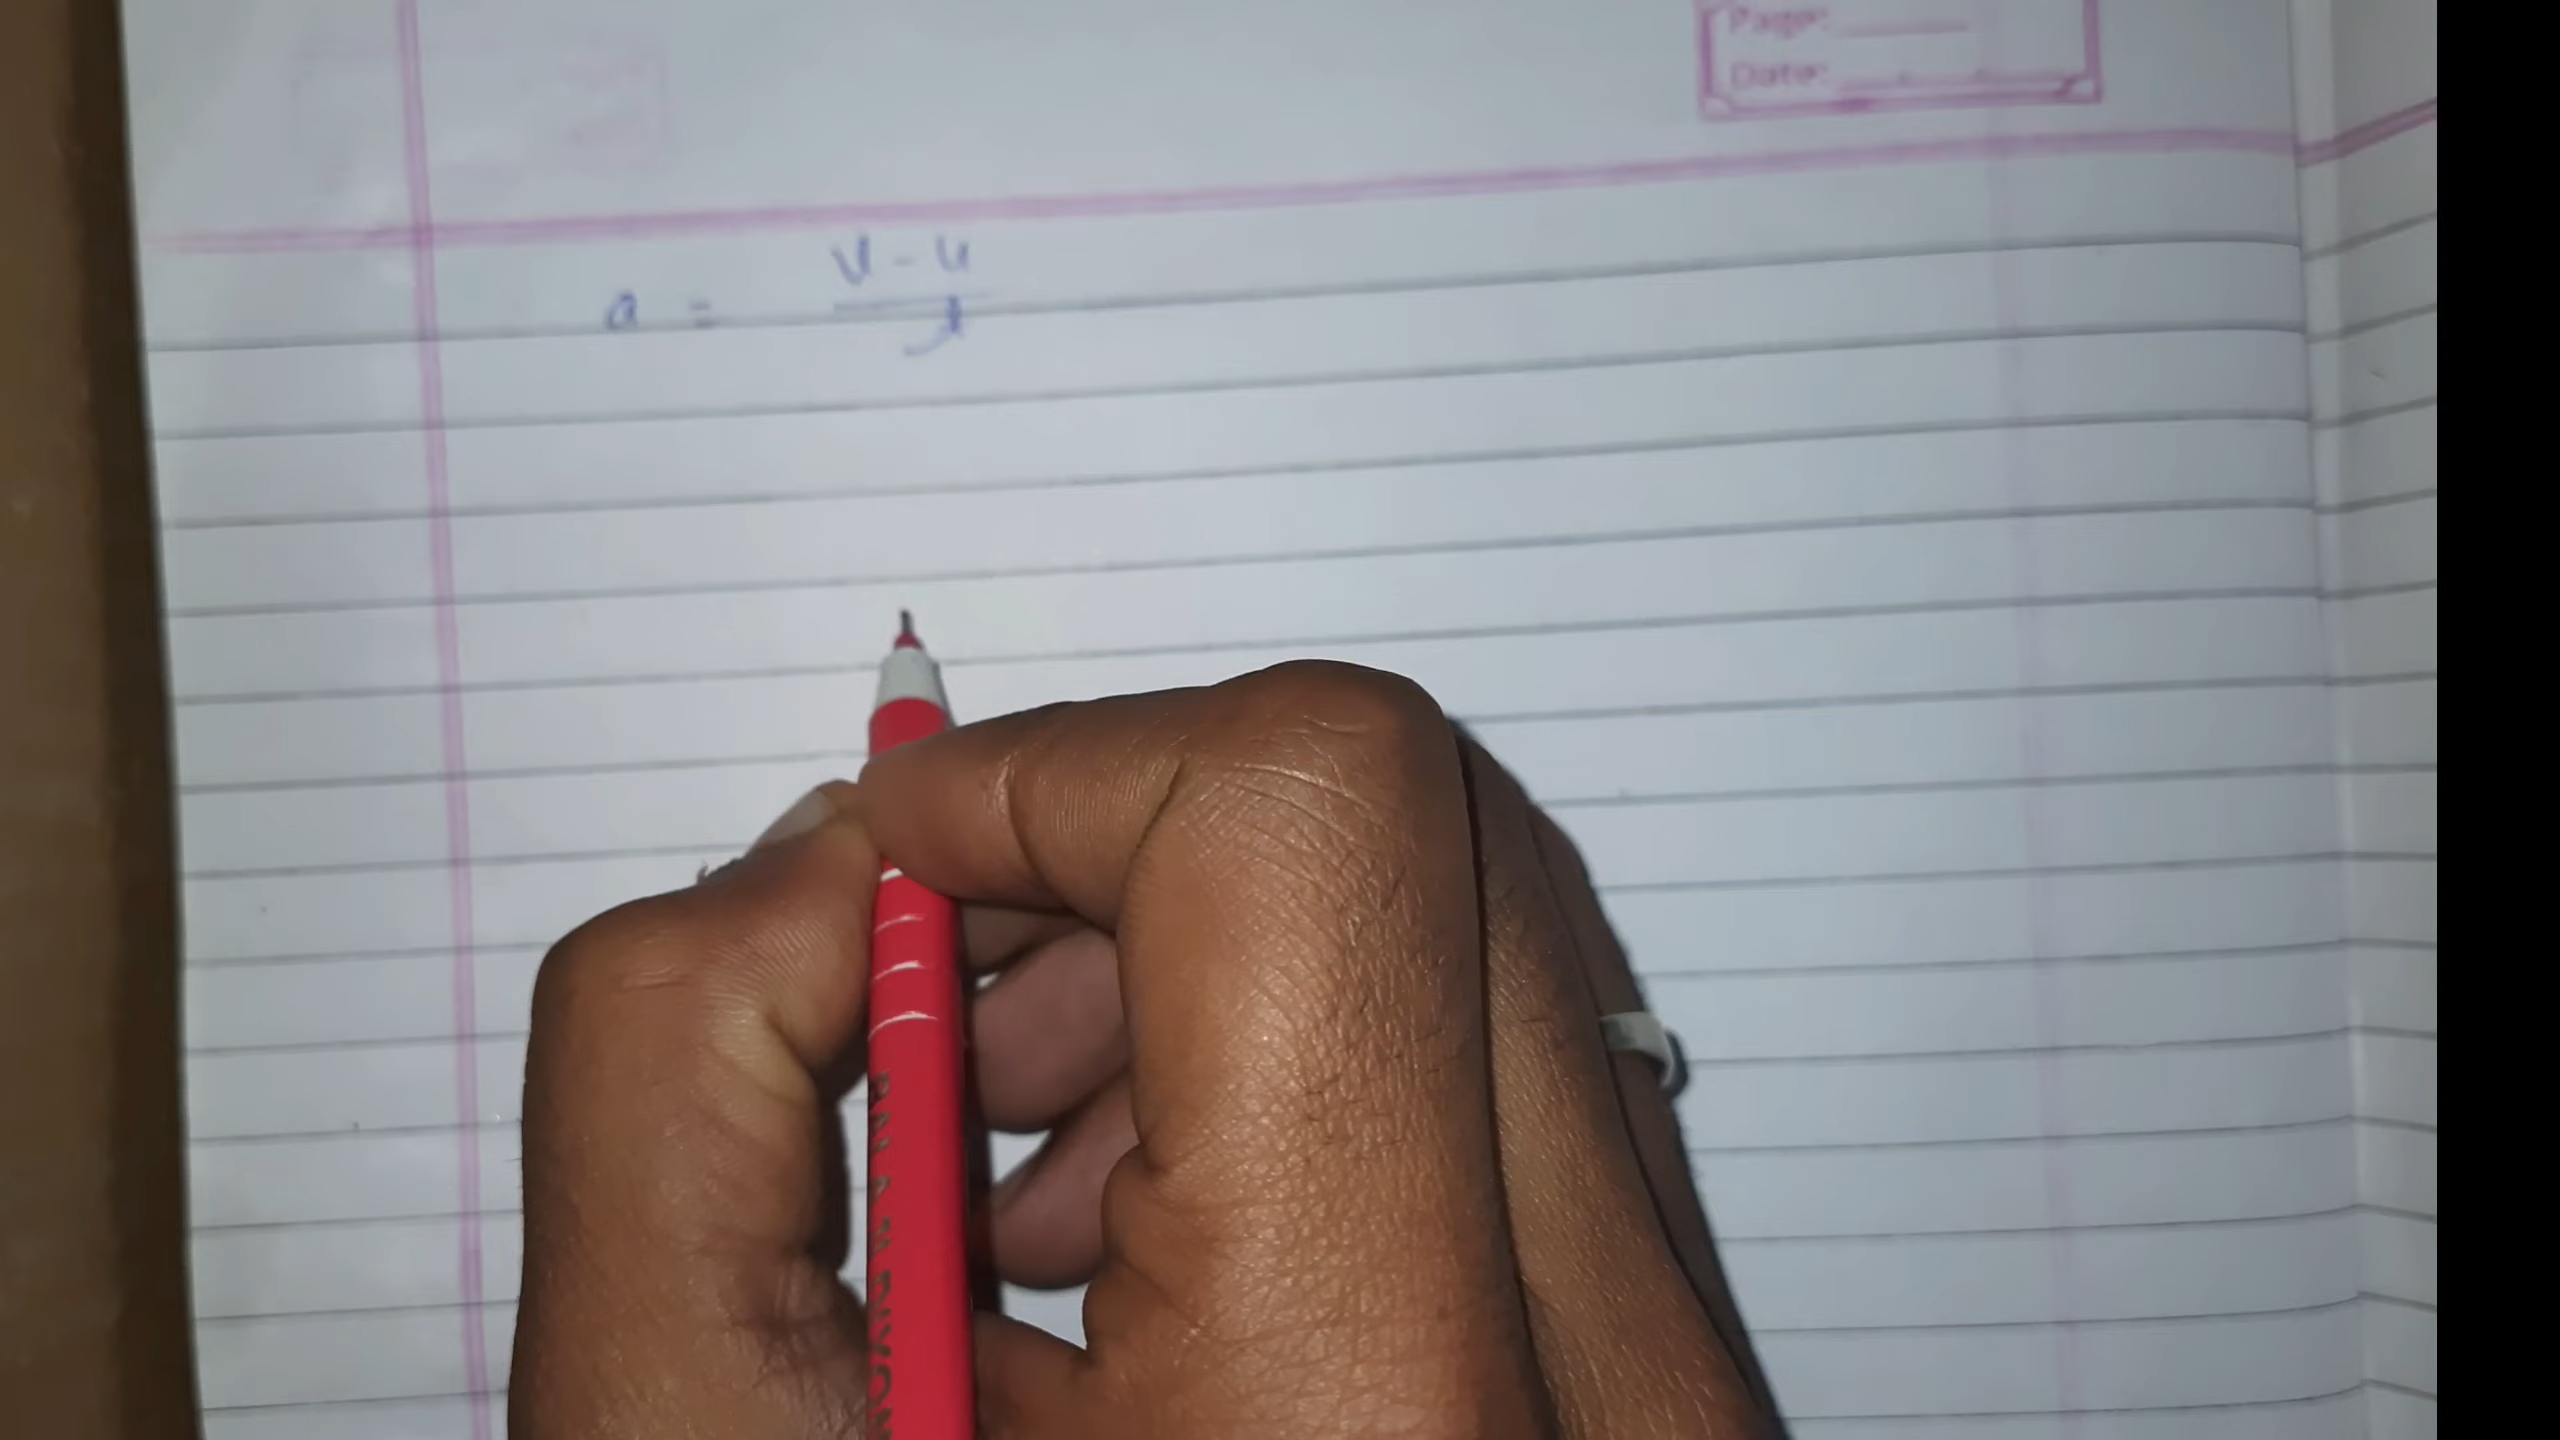 Page:
Date:
a = v - u / t